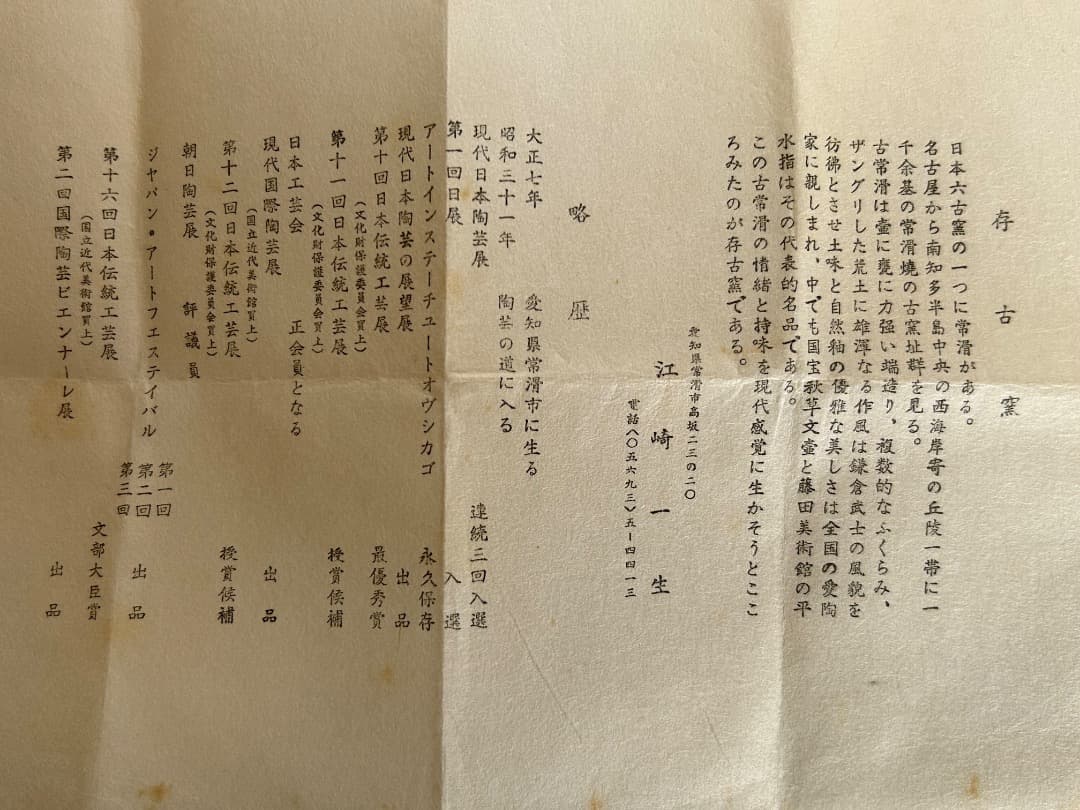 存古窯
日本六古窯の一つに常滑がある。
名古屋から南知多半島中央の西海岸寄の丘陵一帯に一
千余基の常滑燒の古窯址群を見る。
古常滑は壷に甕に力强い端造り、複数的なふくらみ、
ザングリした荒土に雄渾なる作風は鎌倉武士の風貌を
彷彿とさせ土味と自然釉の優雅な美しさは全国の愛陶
家に親しまれ、中でも国宝秋草文壷と藤田美術館の平
水指はその代表的名品である。
この古常滑の情緒と持味を現代感覚に生かそうとここ
ろみたのが存古窯である。
愛知県常滑市高坂二三の二〇
江崎一生
電話(〇五六九三)五ー四四一三
略歴
大正七年 愛知県常滑市に生る
昭和三十一年 陶芸の道に入る
現代日本陶芸展 連続三回入選
第一回日展 入選
アートインステーチュートオヴシカゴ 永久保存
現代日本陶芸の展望展 出品
第十回日本伝統工芸展 最優秀賞
(文化財保護委員会買上)
第十一回日本伝統工芸展 授賞候補
(文化財保護委員会買上)
日本工芸会 正会員となる
現代国際陶芸展 出品
(国立近代美術館買上)
第十二回日本伝統工芸展 授賞候補
(文化財保護委員会買上)
朝日陶芸展 評議員
ジヤパン・アートフエステイバル 第一回 第二回 第三回 出品
第十六回日本伝統工芸展 文部大臣賞
(国立近代美術館買上)
第二回国際陶芸ビエンナーレ展 出品